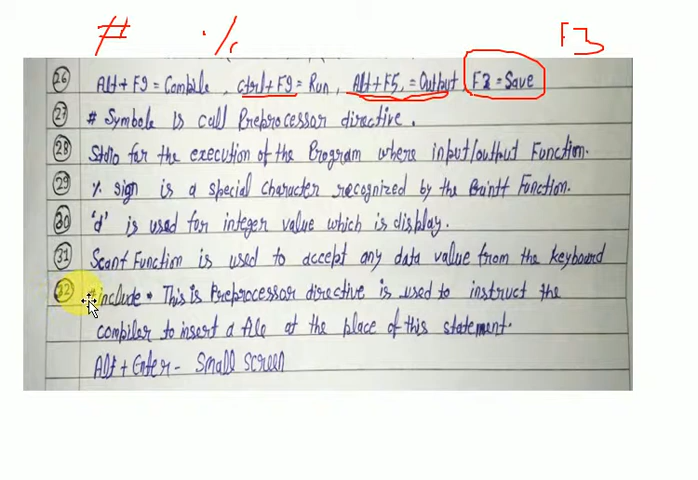 # % F3
26 Alt + F9 = Combile , Ctrl + F9 = Run , Alt + F5, = Output , F2 = Save
27 # Symbole is call Preprocessor directive .
28 Stdio for the execution of the Program where input/output Function.
29 % sign is a special character recognized by the Printf Function.
30 'd' is used for integer value which is display.
31 Scanf Function is used to accept any data value from the keyboard
32 #include • This is Preprocessor directive is used to instruct the
compiler to insert a file at the place of this statement.
Alt + Enter - Small Screen